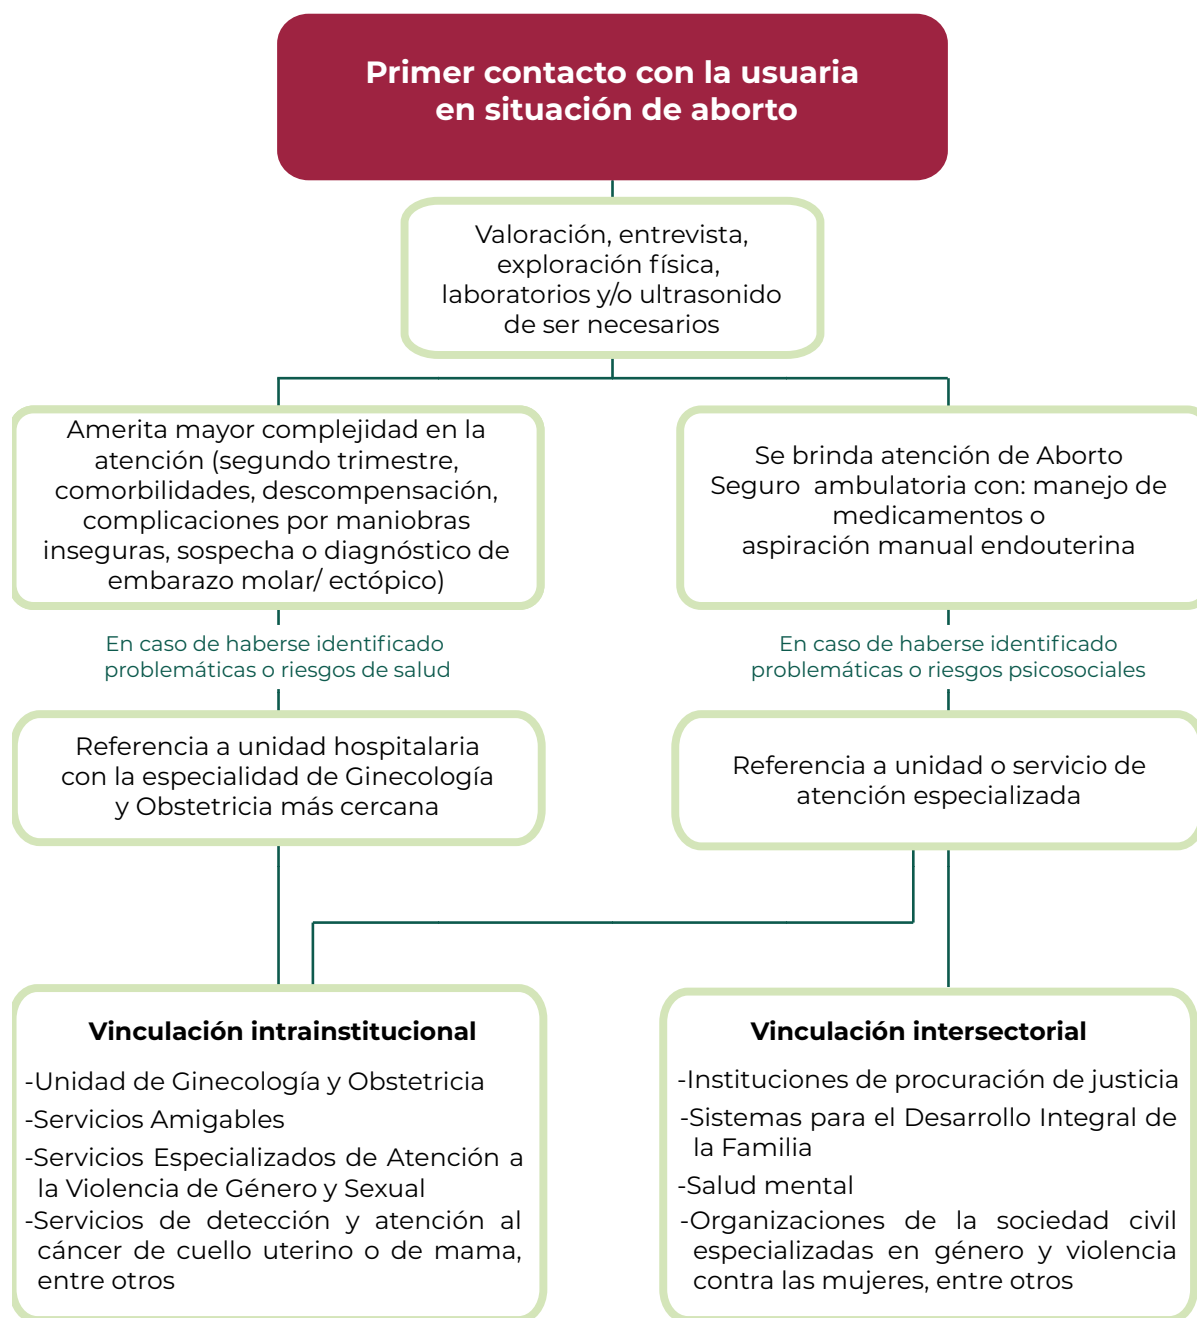 Primer contacto con la usuaria
en situación de aborto
Valoración, entrevista,
exploración física,
laboratorios y/o ultrasonido
de ser necesarios
Amerita mayor complejidad en la
atención (segundo trimestre,
comorbilidades, descompensación,
complicaciones por maniobras
inseguras, sospecha o diagnóstico de
embarazo molar/ ectópico)
Se brinda atención de Aborto
Seguro ambulatoria con: manejo de
medicamentos o
aspiración manual endouterina
En caso de haberse identificado
problemáticas o riesgos de salud
En caso de haberse identificado
problemáticas o riesgos psicosociales
Referencia a unidad hospitalaria
con la especialidad de Ginecología
y Obstetricia más cercana
Referencia a unidad o servicio de
atención especializada
Vinculación intrainstitucional
-Unidad de Ginecología y Obstetricia
-Servicios Amigables
-Servicios Especializados de Atención a
la Violencia de Género y Sexual
-Servicios de detección y atención al
cáncer de cuello uterino o de mama,
entre otros
Vinculación intersectorial
-Instituciones de procuración de justicia
-Sistemas para el Desarrollo Integral de
la Familia
-Salud mental
-Organizaciones de la sociedad civil
especializadas en género y violencia
contra las mujeres, entre otros